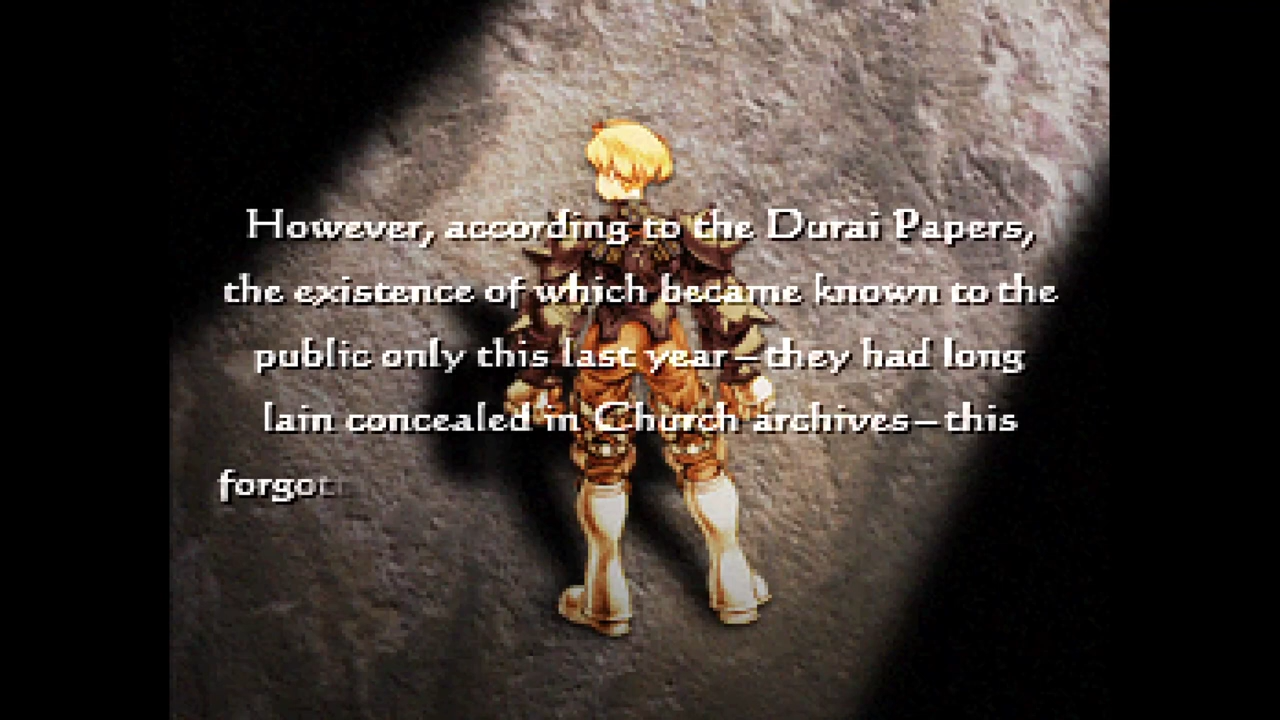 However, according to the Durai Papers,
the existence of which became known to the
public only this last year—they had long
lain concealed in Church archives—this
forgot